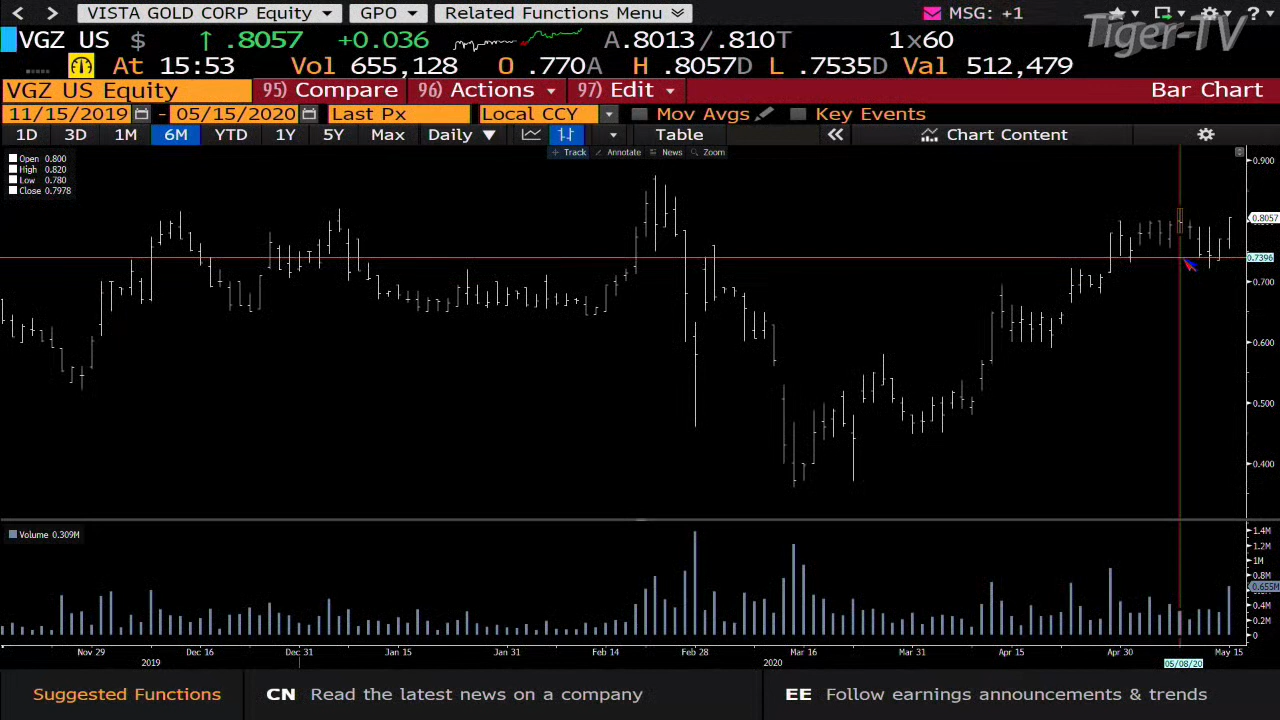 VISTA GOLD CORP Equity GPO Related Functions Menu MSG: +1
Tiger-TV
VGZ US $ ↑ .8057 +0.036 A.8013/.810T 1x60
At 15:53 Vol 655,128 O .770A H .8057D L .7535D Val 512,479
VGZ US Equity 95) Compare 96) Actions 97) Edit Bar Chart
11/15/2019 - 05/15/2020 Last Px Local CCY Mov Avgs Key Events
1D 3D 1M 6M YTD 1Y 5Y Max Daily ▼ Table « Chart Content
+ Track Annotate News Zoom
Open 0.800
High 0.820
Low 0.780
Close 0.7978
0.900
0.8057
0.7396
0.700
0.600
0.500
0.400
Volume 0.309M
1.4M
1.2M
1M
0.8M
0.655M
0.4M
0.2M
0
Nov 29 Dec 16 Dec 31 Jan 15 Jan 31 Feb 14 Feb 28 Mar 16 Mar 31 Apr 15 Apr 30 May 15
2019 2020 05/08/20
Suggested Functions CN Read the latest news on a company EE Follow earnings announcements & trends